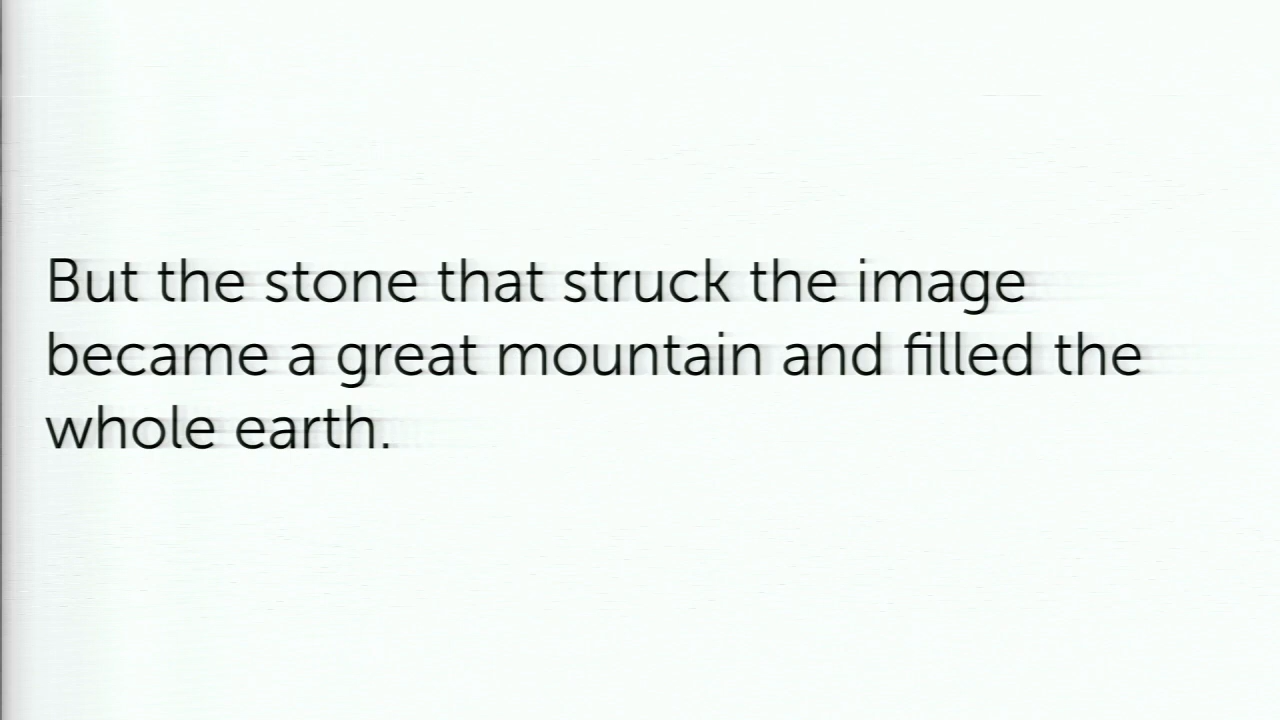 But the stone that struck the image
became a great mountain and filled the
whole earth.